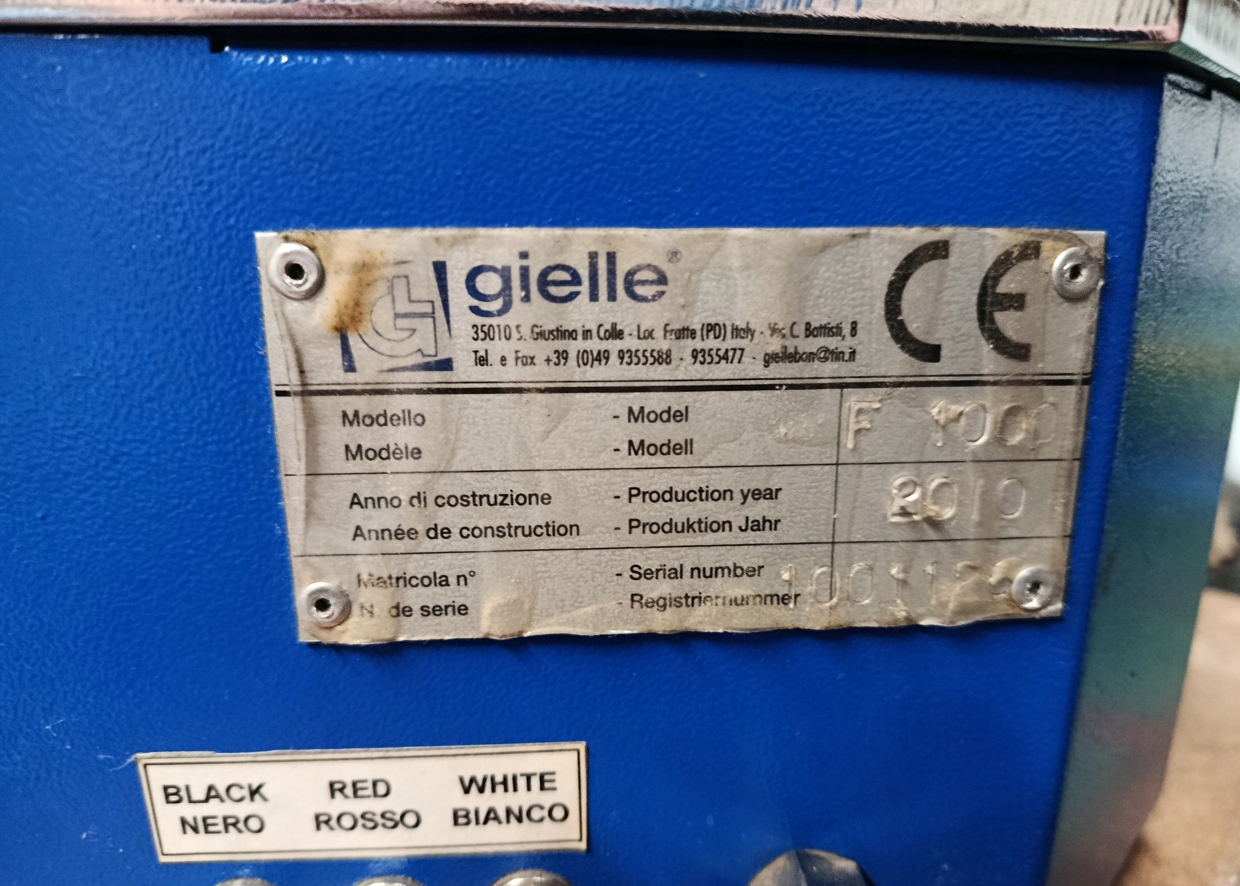 gielle®
CE
35010 S. Giustina in Colle - Loc. Fratte (PD) Italy - Via C. Battisti, 8
Tel. e Fax +39 (0)49 9355588 - 9355477 - giellebon@tin.it
Modello - Model F 1000
Modèle - Modell
Anno di costruzione - Production year 2010
Année de construction - Produktion Jahr
Matricola n° - Serial number
N. de serie - Registriernummer
BLACK RED WHITE
NERO ROSSO BIANCO